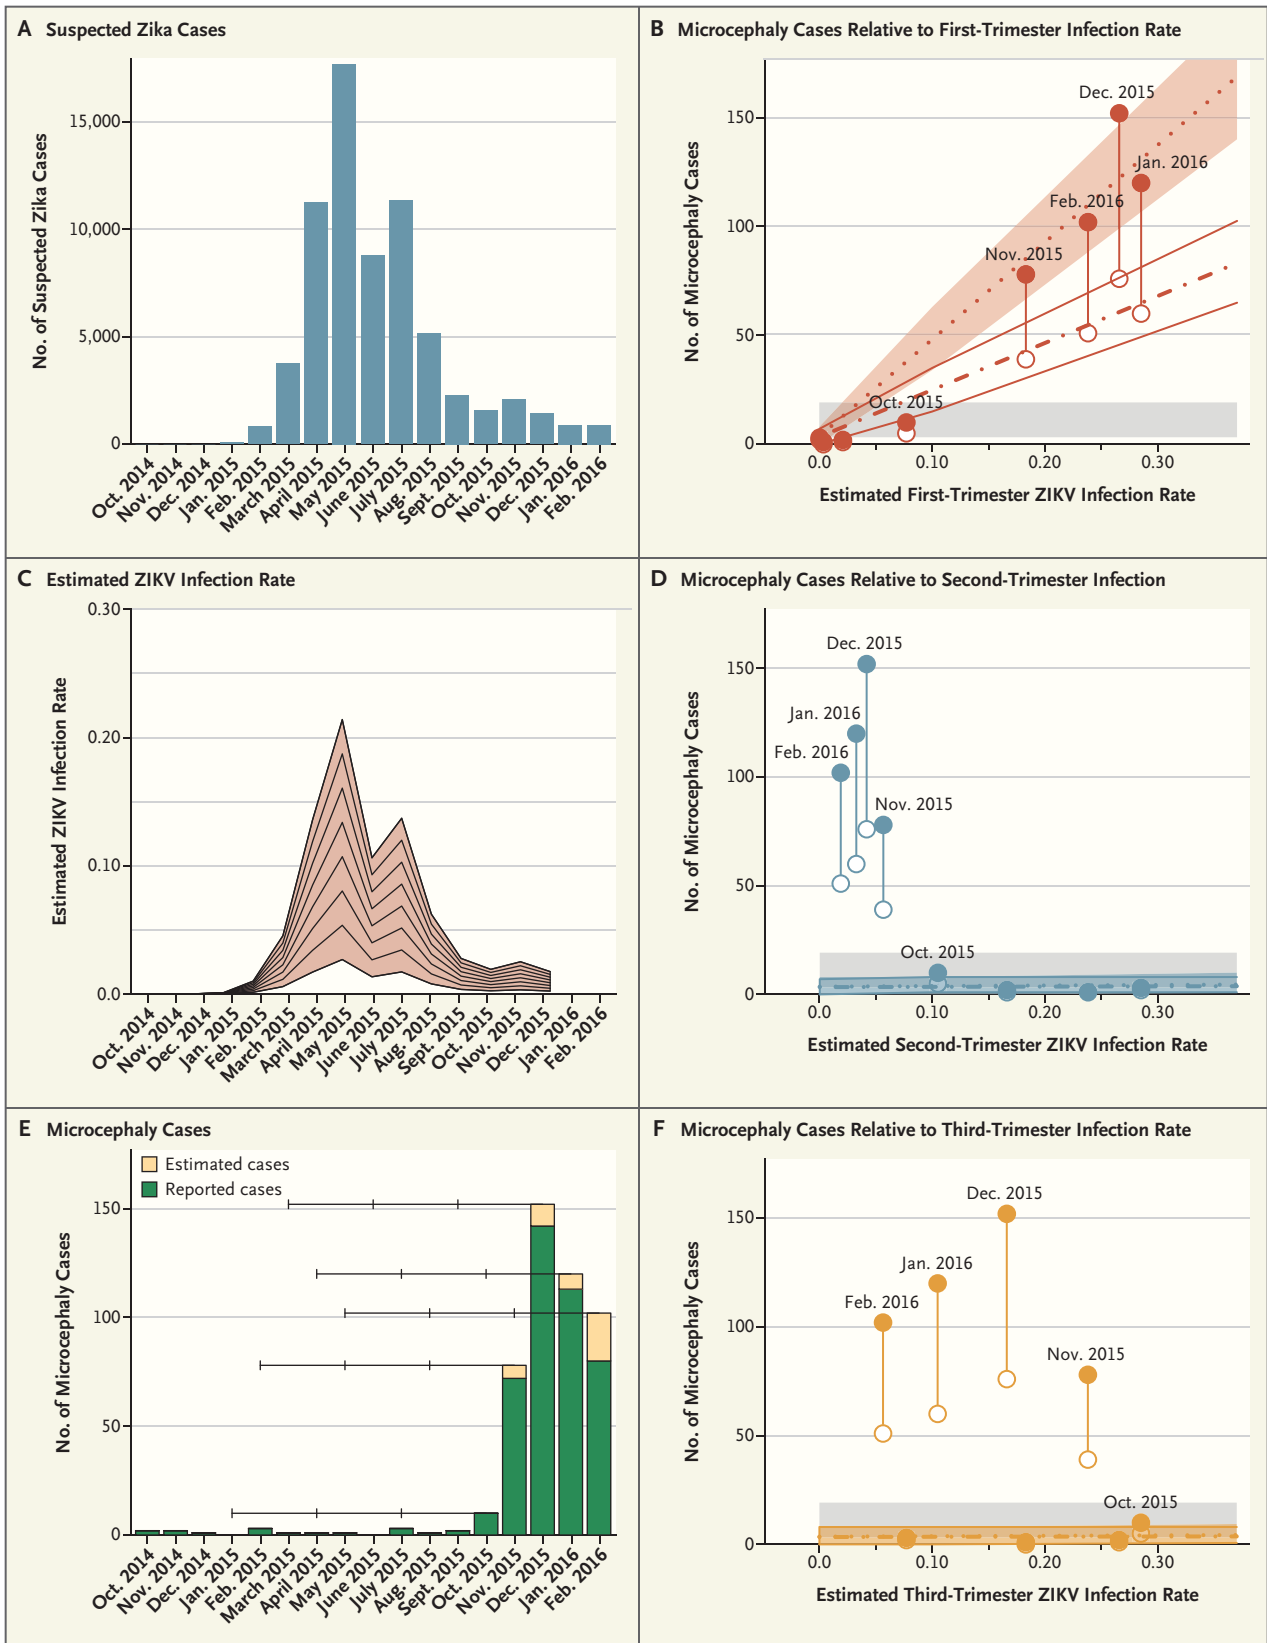 A Suspected Zika Cases
No. of Suspected Zika Cases
15,000
10,000
5,000
0
Oct. 2014
Nov. 2014
Dec. 2014
Jan. 2015
Feb. 2015
March 2015
April 2015
May 2015
June 2015
July 2015
Aug. 2015
Sept. 2015
Oct. 2015
Nov. 2015
Dec. 2015
Jan. 2016
Feb. 2016
B Microcephaly Cases Relative to First-Trimester Infection Rate
No. of Microcephaly Cases
150
100
50
0
Dec. 2015
Jan. 2016
Feb. 2016
Nov. 2015
Oct. 2015
0.0
0.10
0.20
0.30
Estimated First-Trimester ZIKV Infection Rate
C Estimated ZIKV Infection Rate
Estimated ZIKV Infection Rate
0.30
0.20
0.10
0.0
Oct. 2014
Nov. 2014
Dec. 2014
Jan. 2015
Feb. 2015
March 2015
April 2015
May 2015
June 2015
July 2015
Aug. 2015
Sept. 2015
Oct. 2015
Nov. 2015
Dec. 2015
Jan. 2016
Feb. 2016
D Microcephaly Cases Relative to Second-Trimester Infection
No. of Microcephaly Cases
150
100
50
0
Dec. 2015
Jan. 2016
Feb. 2016
Nov. 2015
Oct. 2015
0.0
0.10
0.20
0.30
Estimated Second-Trimester ZIKV Infection Rate
E Microcephaly Cases
Estimated cases
Reported cases
No. of Microcephaly Cases
150
100
50
0
Oct. 2014
Nov. 2014
Dec. 2014
Jan. 2015
Feb. 2015
March 2015
April 2015
May 2015
June 2015
July 2015
Aug. 2015
Sept. 2015
Oct. 2015
Nov. 2015
Dec. 2015
Jan. 2016
Feb. 2016
F Microcephaly Cases Relative to Third-Trimester Infection Rate
No. of Microcephaly Cases
150
100
50
0
Dec. 2015
Jan. 2016
Feb. 2016
Nov. 2015
Oct. 2015
0.0
0.10
0.20
0.30
Estimated Third-Trimester ZIKV Infection Rate